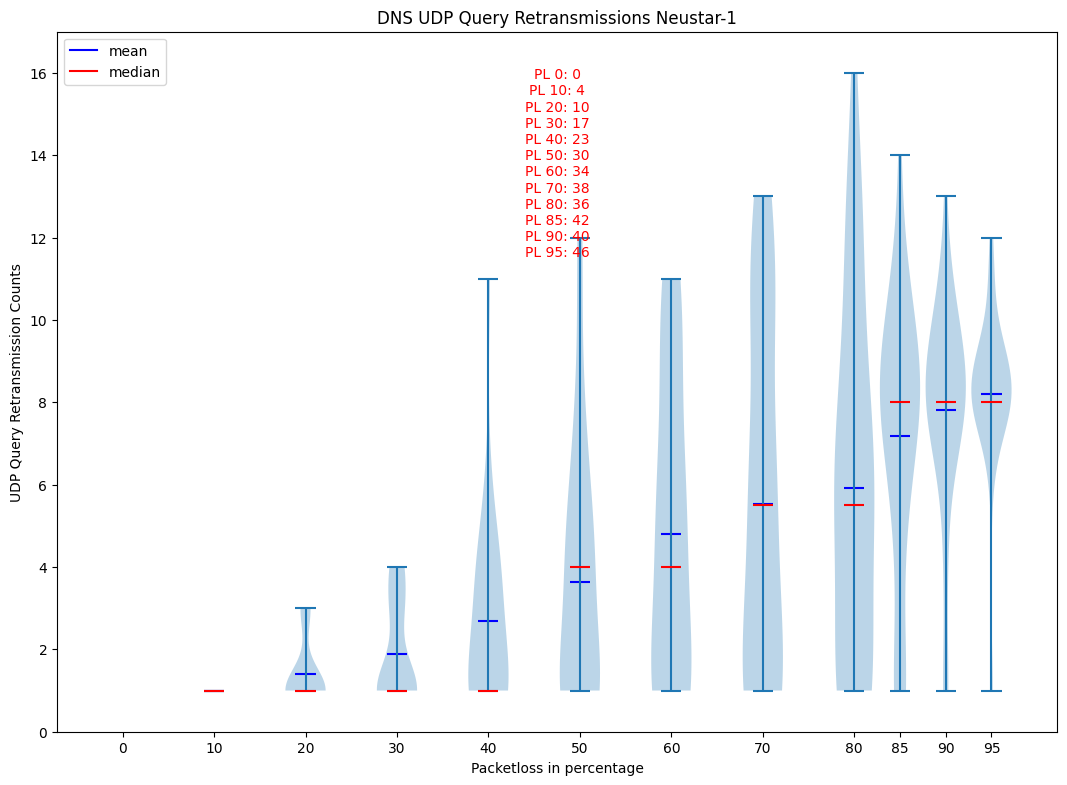 DNS UDP Query Retransmissions Neustar-1
mean
median
PL 0: 0
PL 10: 4
PL 20: 10
PL 30: 17
PL 40: 23
PL 50: 30
PL 60: 34
PL 70: 38
PL 80: 36
PL 85: 42
PL 90: 40
PL 95: 46
UDP Query Retransmission Counts
16
14
12
10
8
6
4
2
0
0 10 20 30 40 50 60 70 80 85 90 95
Packetloss in percentage